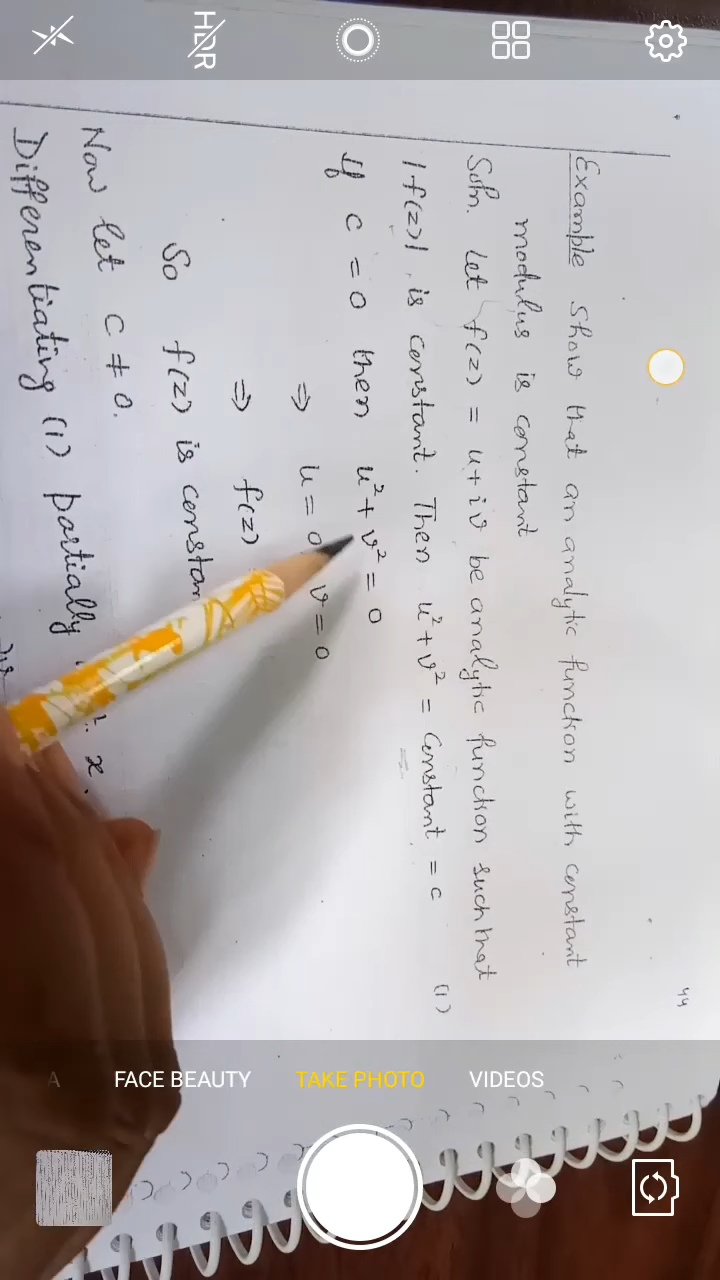 44
Example Show that an analytic function with constant
modulus is constant
Soln. Let f(z) = u + iv be analytic function such that
|f(z)| is constant. Then u² + v² = Constant = c (1)
If c = 0 then u² + v² = 0
⇒ u = 0 v = 0
⇒ f(z)
So f(z) is constan
Now let c ≠ 0.
Differentiating (1) partially x.
HDR
FACE BEAUTY TAKE PHOTO VIDEOS